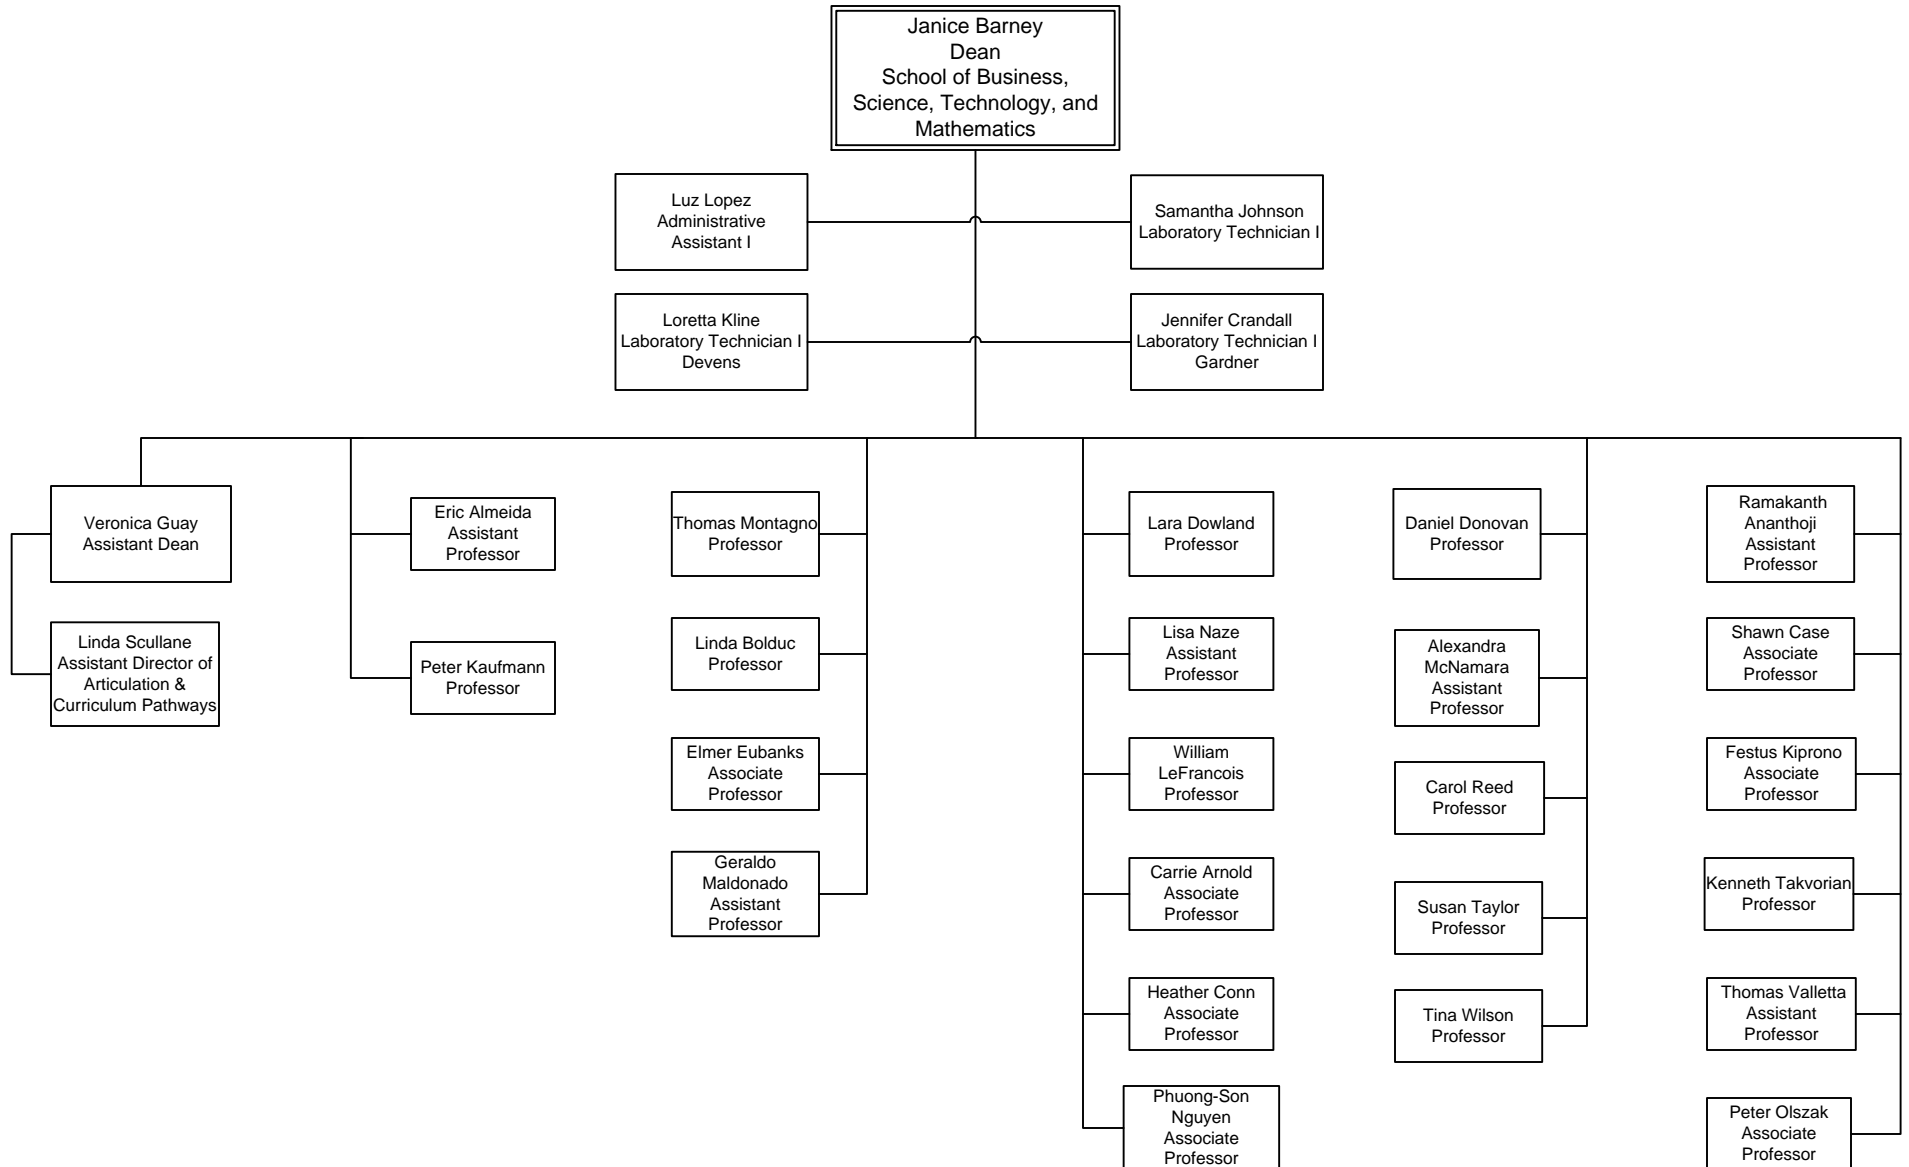 Janice Barney
Dean
School of Business,
Science, Technology, and
Mathematics
Luz Lopez
Administrative
Assistant I
Samantha Johnson
Laboratory Technician I
Loretta Kline
Laboratory Technician I
Devens
Jennifer Crandall
Laboratory Technician I
Gardner
Veronica Guay
Assistant Dean
Linda Scullane
Assistant Director of
Articulation &
Curriculum Pathways
Eric Almeida
Assistant
Professor
Peter Kaufmann
Professor
Thomas Montagno
Professor
Linda Bolduc
Professor
Elmer Eubanks
Associate
Professor
Geraldo
Maldonado
Assistant
Professor
Lara Dowland
Professor
Lisa Naze
Assistant
Professor
William
LeFrancois
Professor
Carrie Arnold
Associate
Professor
Heather Conn
Associate
Professor
Phuong-Son
Nguyen
Associate
Professor
Daniel Donovan
Professor
Alexandra
McNamara
Assistant
Professor
Carol Reed
Professor
Susan Taylor
Professor
Tina Wilson
Professor
Ramakanth
Ananthoji
Assistant
Professor
Shawn Case
Associate
Professor
Festus Kiprono
Associate
Professor
Kenneth Takvorian
Professor
Thomas Valletta
Assistant
Professor
Peter Olszak
Associate
Professor